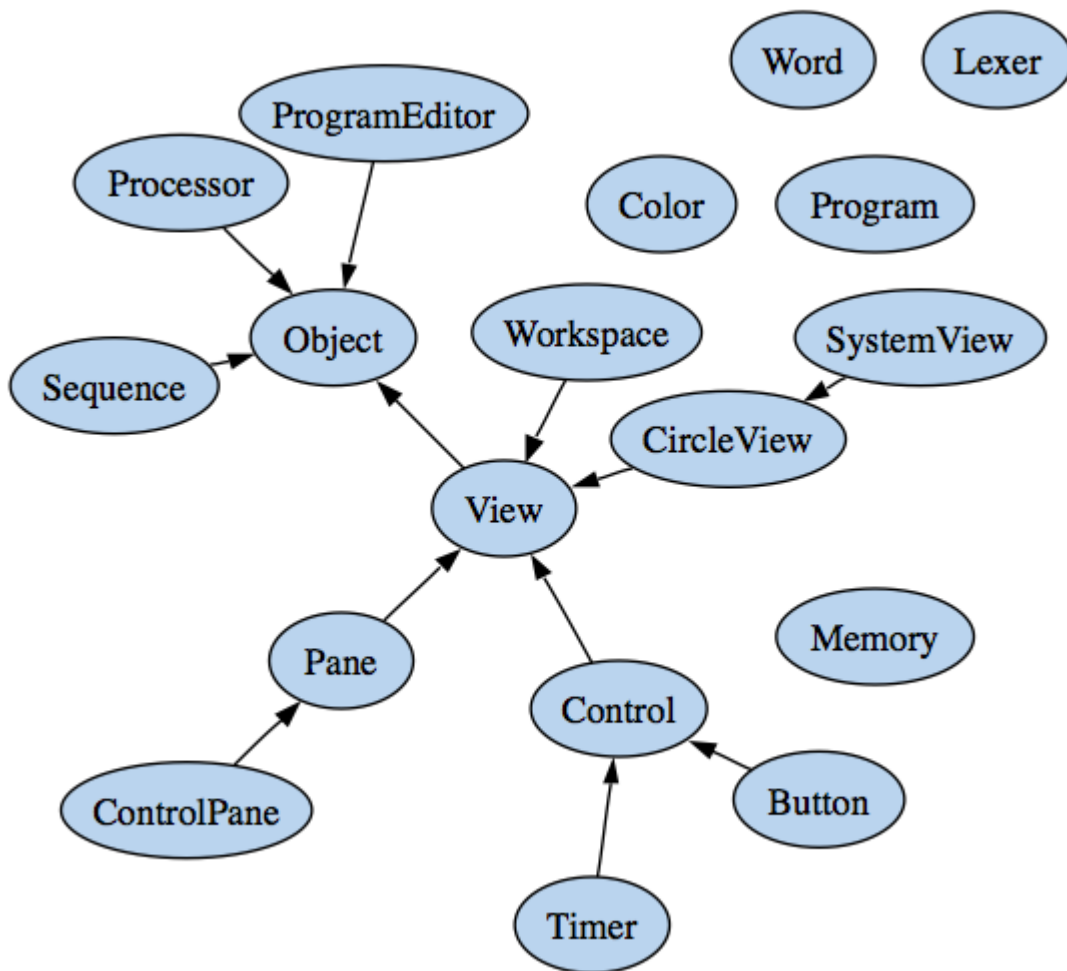 Word
Lexer
ProgramEditor
Processor
Color
Program
Object
Workspace
SystemView
Sequence
CircleView
View
Memory
Pane
Control
ControlPane
Button
Timer